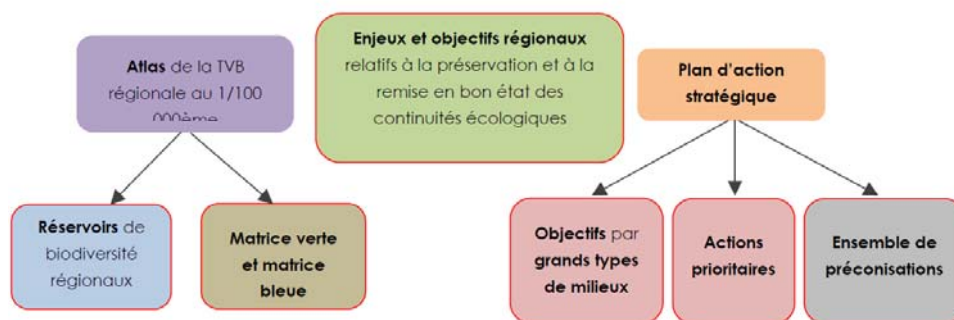 Atlas de la TVB
régionale au 1/100
000ème
Enjeux et objectifs régionaux
relatifs à la préservation et à la
remise en bon état des
continuités écologiques
Plan d'action
stratégique
Réservoirs de
biodiversité
régionaux
Matrice verte
et matrice
bleue
Objectifs par
grands types
de milieux
Actions
prioritaires
Ensemble de
préconisations